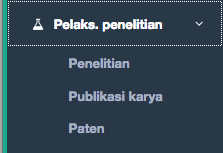 Pelaks. penelitian
Penelitian
Publikasi karya
Paten